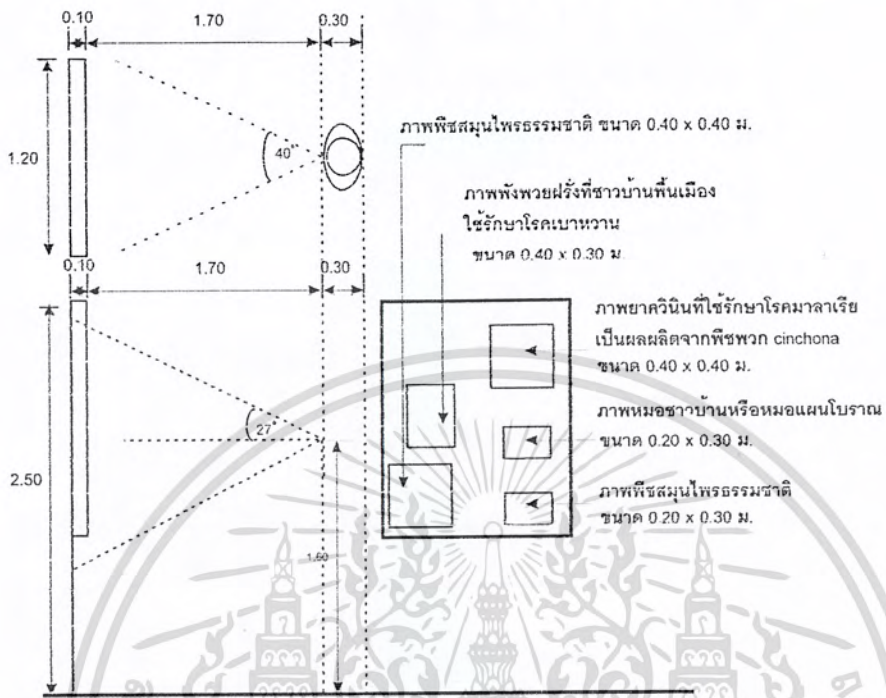 0.10
1.70
0.30
1.20
40°
0.10
1.70
0.30
2.50
27°
1.60
ภาพพืชสมุนไพรธรรมชาติ ขนาด 0.40 x 0.40 ม.
ภาพพังพวยฝรั่งที่ชาวบ้านพื้นเมือง
ใช้รักษาโรคเบาหวาน
ขนาด 0.40 x 0.30 ม.
ภาพยาควินินที่ใช้รักษาโรคมาลาเรีย
เป็นผลผลิตจากพืชพวก cinchona
ขนาด 0.40 x 0.40 ม.
ภาพหมอชาวบ้านหรือหมอแผนโบราณ
ขนาด 0.20 x 0.30 ม.
ภาพพืชสมุนไพรธรรมชาติ
ขนาด 0.20 x 0.30 ม.